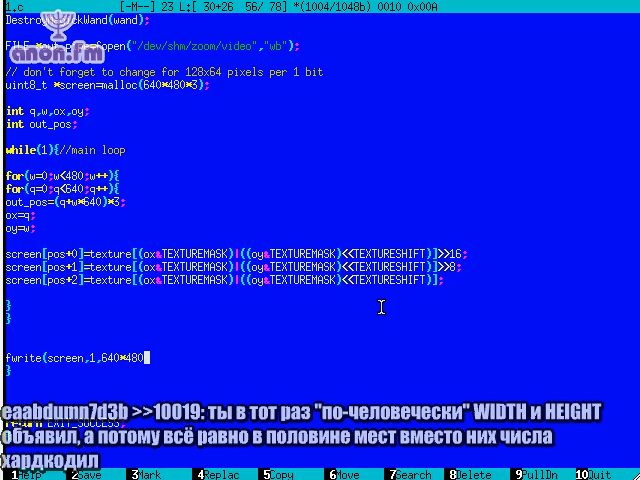 1.c [-M--] 23 L:[ 30+26 56/ 78] *(1004/1048b) 0010 0x00A
ckWand(wand);
anon.fm
"/dev/shm/zoom/video","wb");
// don't forget to change for 128x64 pixels per 1 bit
uint8_t *screen=malloc(640*480*3);
int q,w,ox,oy;
int out_pos;
while(1){//main loop
for(w=0;w<480;w++){
for(q=0;q<640;q++){
out_pos=(q+w*640)*3;
ox=q;
oy=w;
screen[pos+0]=texture[(ox&TEXTUREMASK)|((oy&TEXTUREMASK)<<TEXTURESHIFT)]>>16;
screen[pos+1]=texture[(ox&TEXTUREMASK)|((oy&TEXTUREMASK)<<TEXTURESHIFT)]>>8;
screen[pos+2]=texture[(ox&TEXTUREMASK)|((oy&TEXTUREMASK)<<TEXTURESHIFT)];
}
}
fwrite(screen,1,640*480
}
eaabdumn7d3b >>10019: ты в тот раз "по-человечески" WIDTH и HEIGHT
объявил, а потому всё равно в половине мест вместо них числа
хардкодил
1Help 2Save 3Mark 4Replac 5Copy 6Move 7Search 8Delete 9PullDn 10Quit